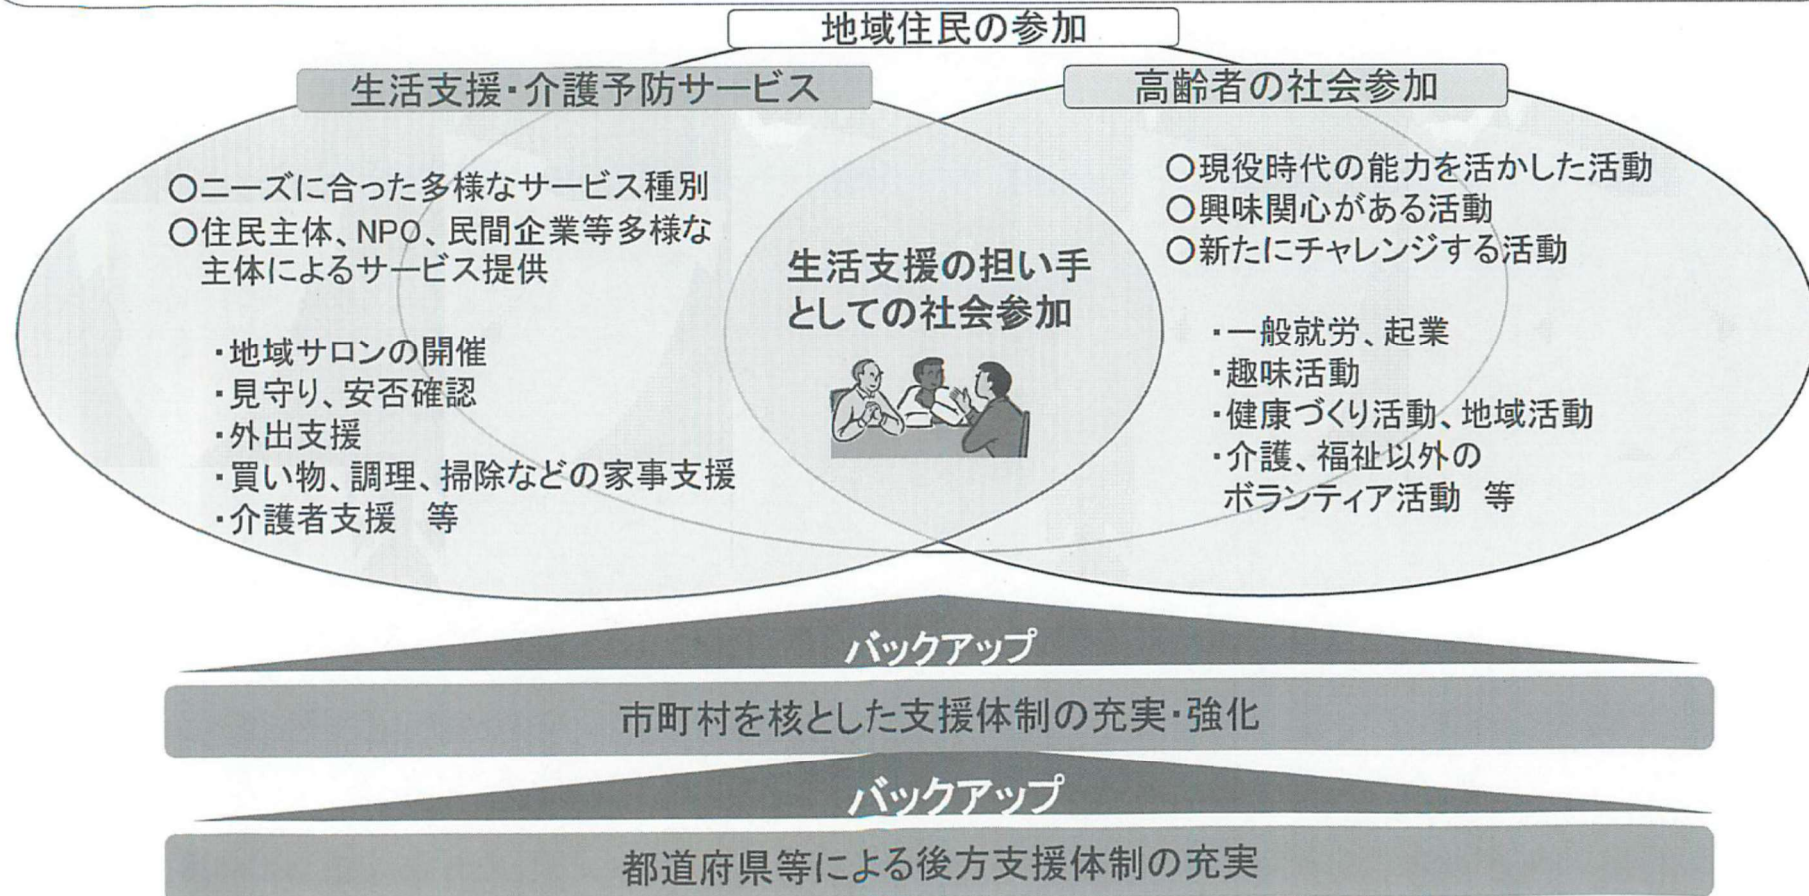 地域住民の参加
生活支援・介護予防サービス
○ニーズに合った多様なサービス種別
○住民主体、NPO、民間企業等多様な
主体によるサービス提供
・地域サロンの開催
・見守り、安否確認
・外出支援
・買い物、調理、掃除などの家事支援
・介護者支援 等
生活支援の担い手
としての社会参加
高齢者の社会参加
○現役時代の能力を活かした活動
○興味関心がある活動
○新たにチャレンジする活動
・一般就労、起業
・趣味活動
・健康づくり活動、地域活動
・介護、福祉以外の
ボランティア活動 等
バックアップ
市町村を核とした支援体制の充実・強化
バックアップ
都道府県等による後方支援体制の充実